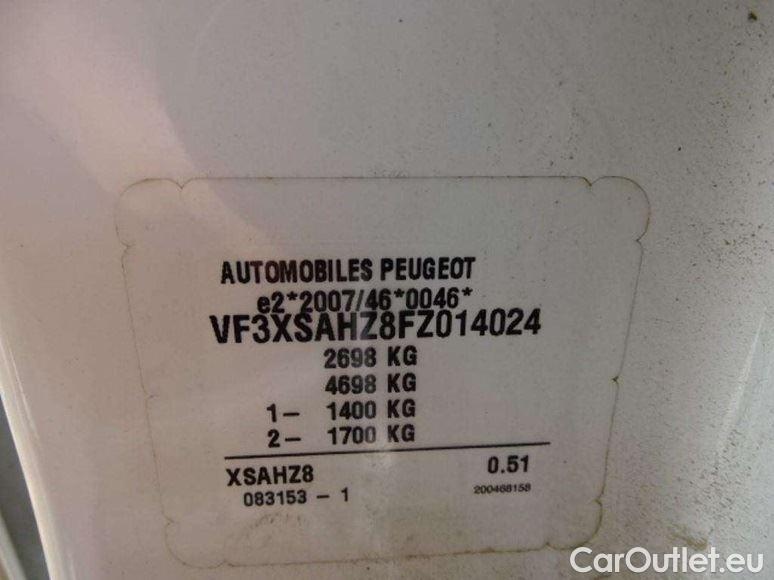 AUTOMOBILES PEUGEOT
e2*2007/46*0046*
VF3XSAHZ8FZ014024
2698 KG
4698 KG
1- 1400 KG
2- 1700 KG
XSAHZ8 0.51
083153 - 1 200468158
CarOutlet.eu